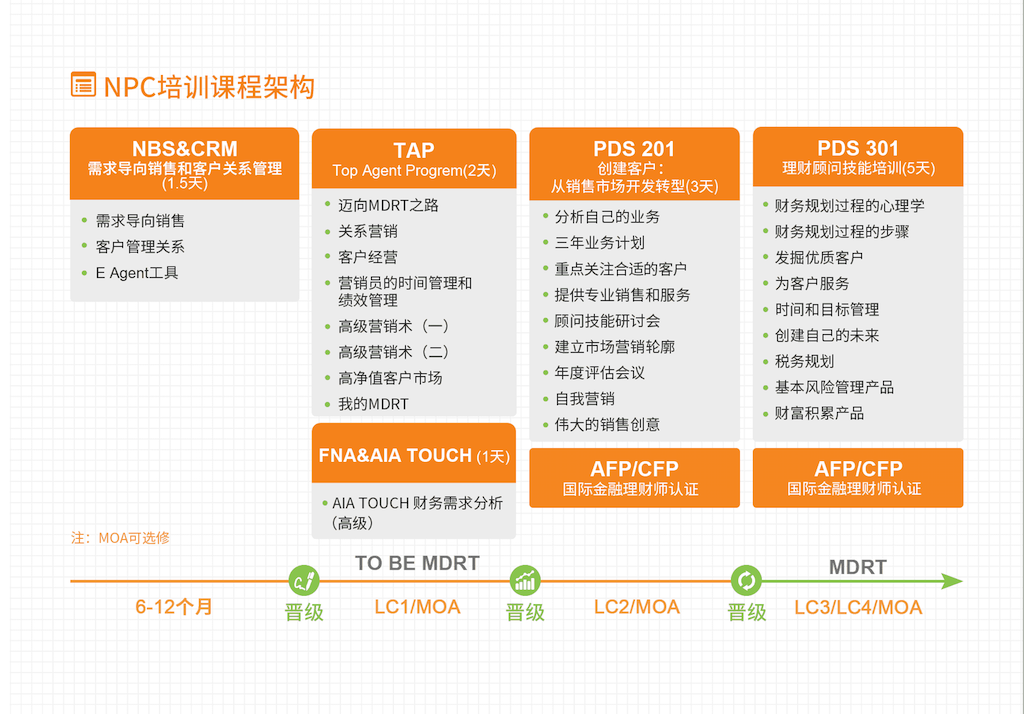 NPC培训课程架构
NBS&CRM
需求导向销售和客户关系管理
(1.5天)
需求导向销售
客户管理关系
E Agent工具
TAP
Top Agent Progrem(2天)
迈向MDRT之路
关系营销
客户经营
营销员的时间管理和
绩效管理
高级营销术（一）
高级营销术（二）
高净值客户市场
我的MDRT
FNA&AIA TOUCH (1天)
AIA TOUCH 财务需求分析
（高级）
PDS 201
创建客户：
从销售市场开发转型(3天)
分析自己的业务
三年业务计划
重点关注合适的客户
提供专业销售和服务
顾问技能研讨会
建立市场营销轮廓
年度评估会议
自我营销
伟大的销售创意
AFP/CFP
国际金融理财师认证
PDS 301
理财顾问技能培训(5天)
财务规划过程的心理学
财务规划过程的步骤
发掘优质客户
为客户服务
时间和目标管理
创建自己的未来
税务规划
基本风险管理产品
财富积累产品
AFP/CFP
国际金融理财师认证
注：MOA可选修
TO BE MDRT
MDRT
6-12个月
晋级
LC1/MOA
晋级
LC2/MOA
晋级
LC3/LC4/MOA